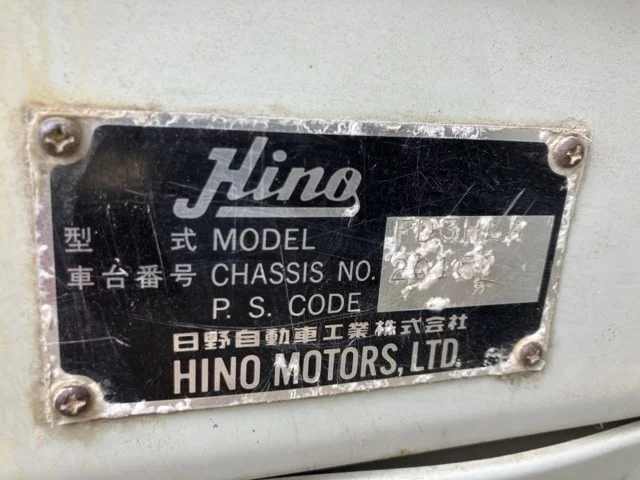 Hino
型 式 MODEL
車台番号 CHASSIS NO.
P. S. CODE
日野自動車工業株式会社
HINO MOTORS, LTD.